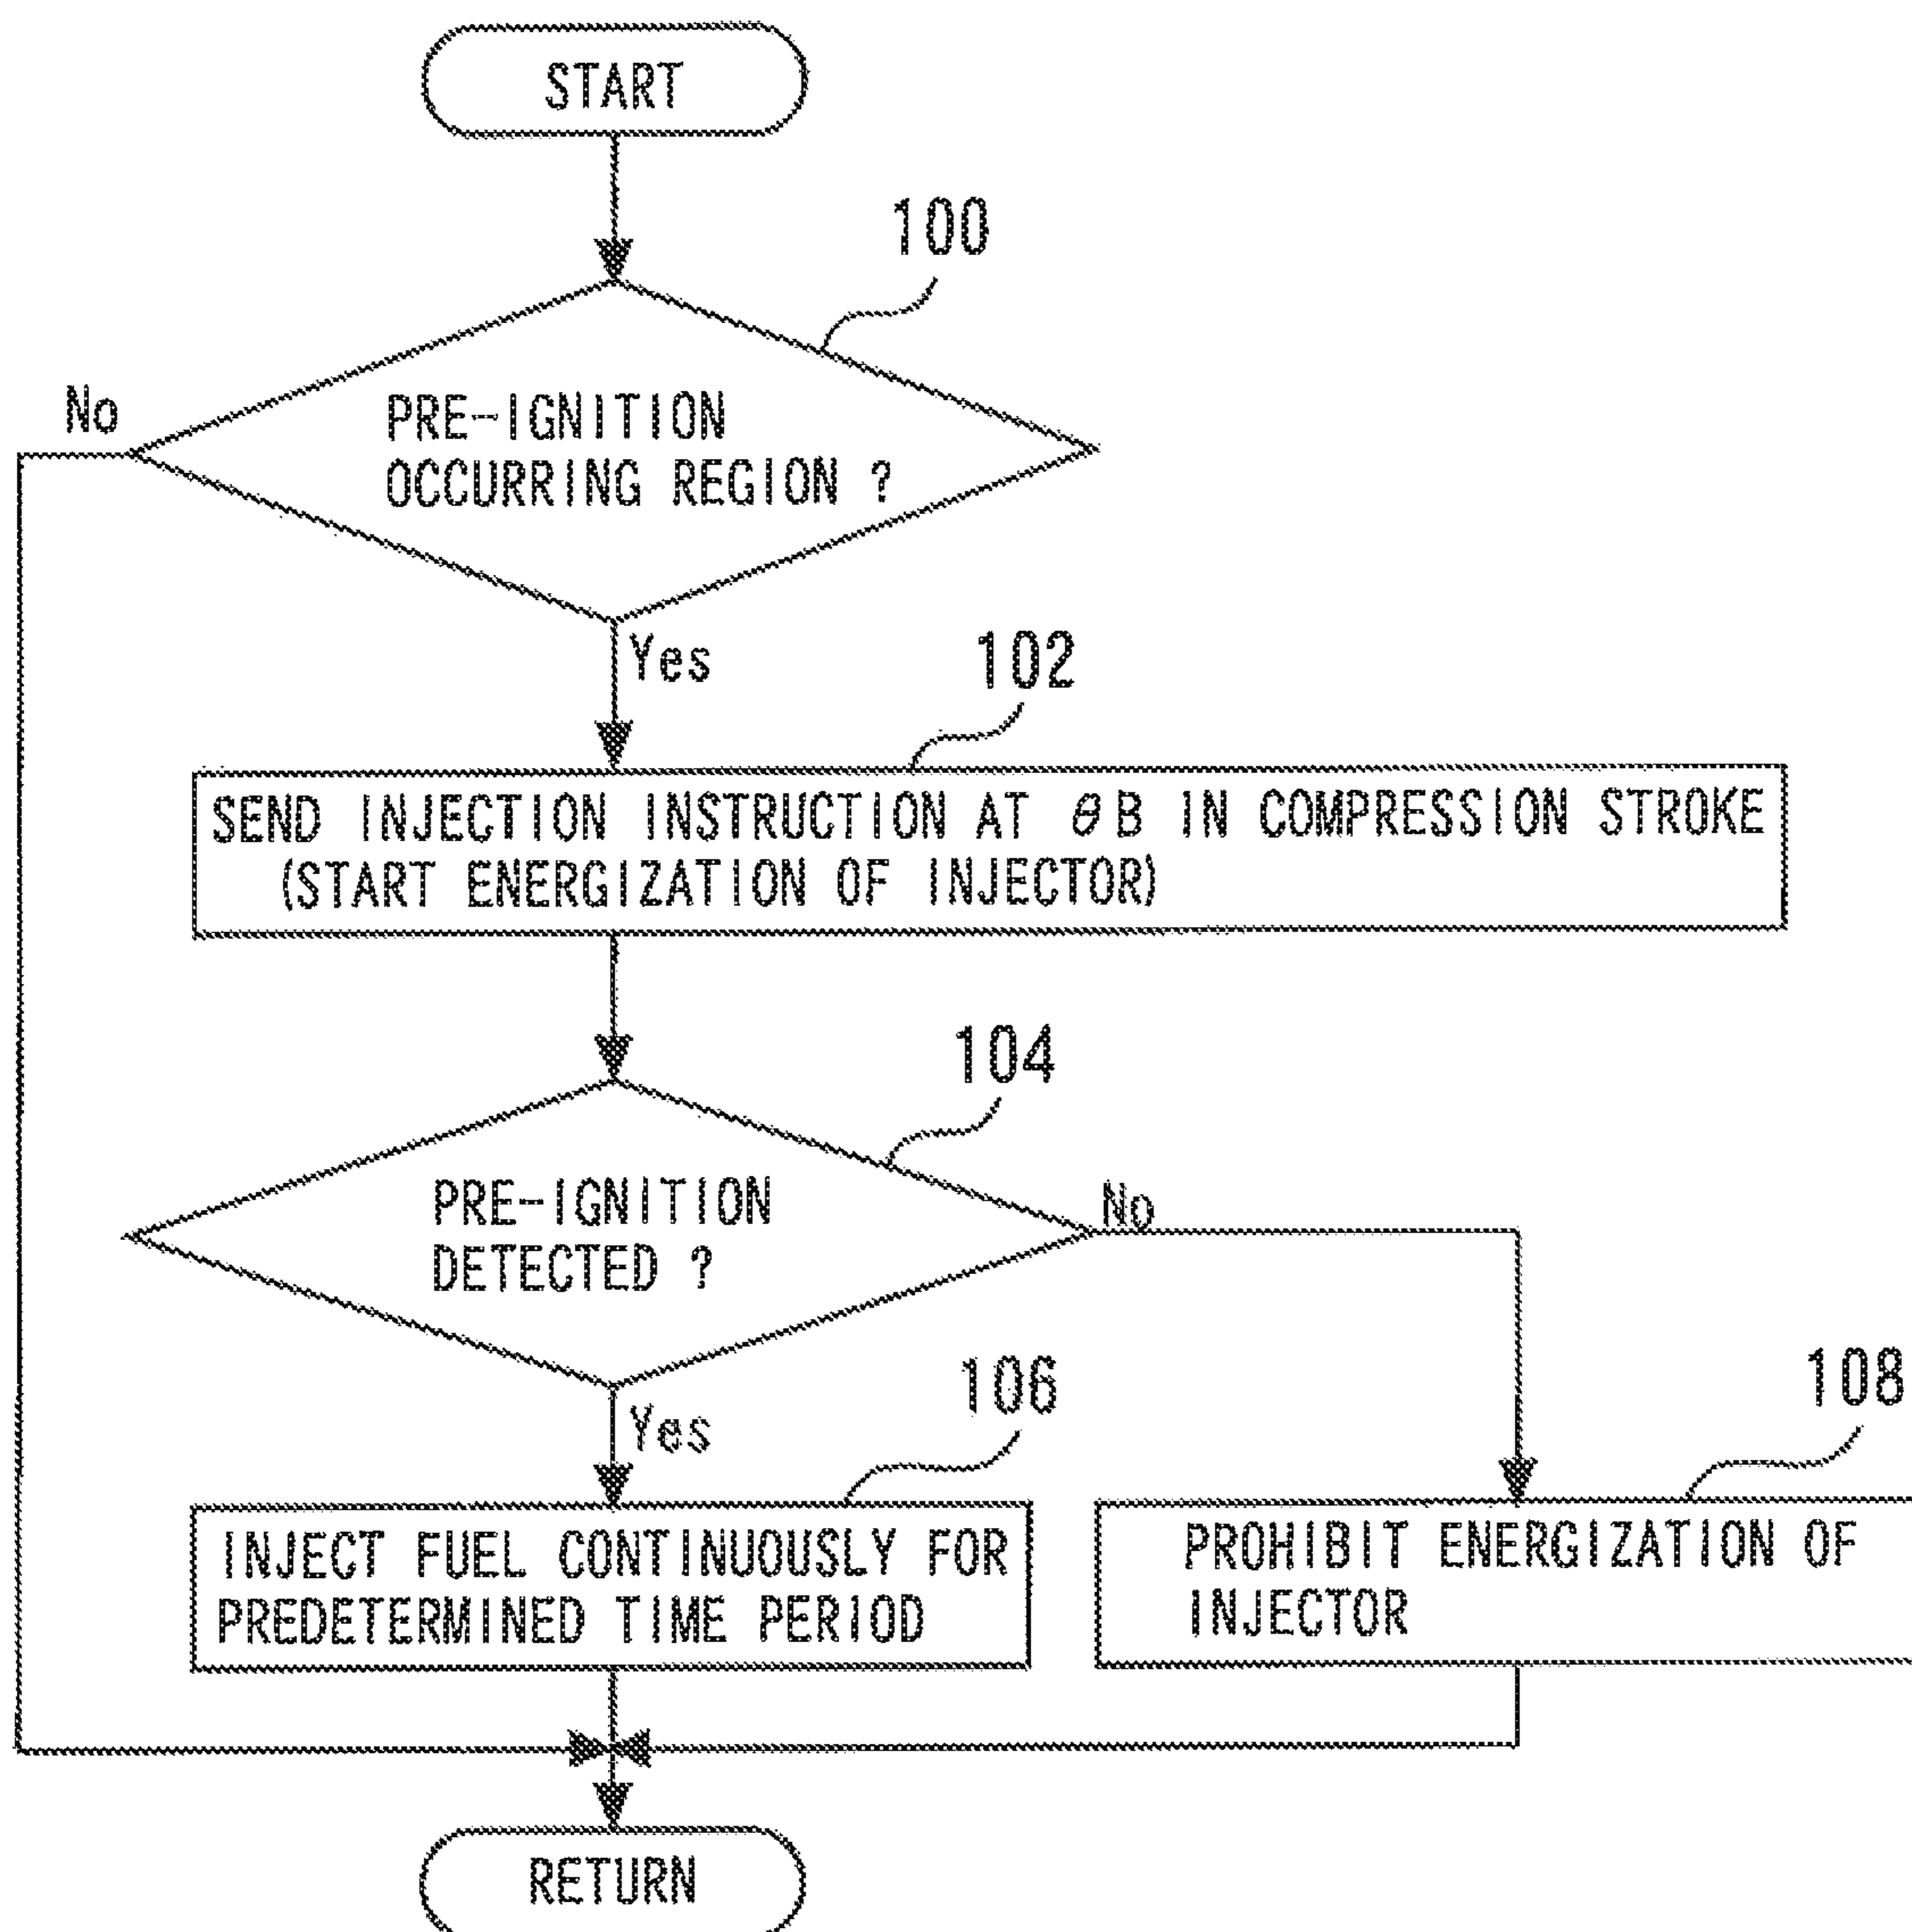 START
100
No
PRE-IGNITION
OCCURRING REGION ?
Yes
102
SEND INJECTION INSTRUCTION AT θB IN COMPRESSION STROKE
(START ENERGIZATION OF INJECTOR)
104
PRE-IGNITION
DETECTED ?
No
Yes
106
108
INJECT FUEL CONTINUOUSLY FOR
PREDETERMINED TIME PERIOD
PROHIBIT ENERGIZATION OF
INJECTOR
RETURN